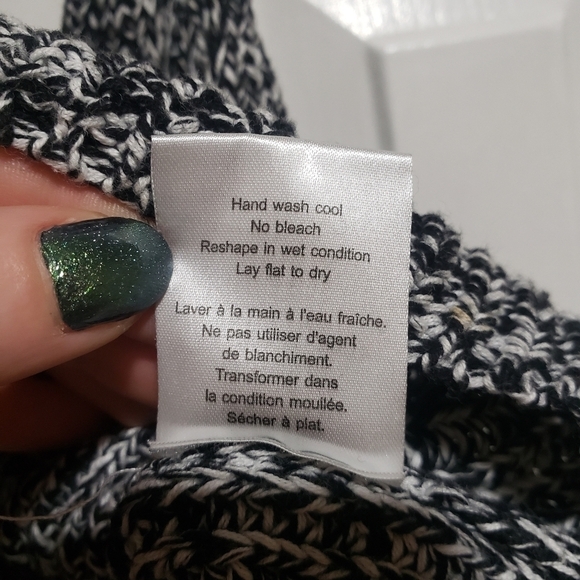 Hand wash cool
No bleach
Reshape in wet condition
Lay flat to dry
Laver à la main à l'eau fraîche.
Ne pas utiliser d'agent
de blanchiment.
Transformer dans
la condition mouillée.
Sécher à plat.